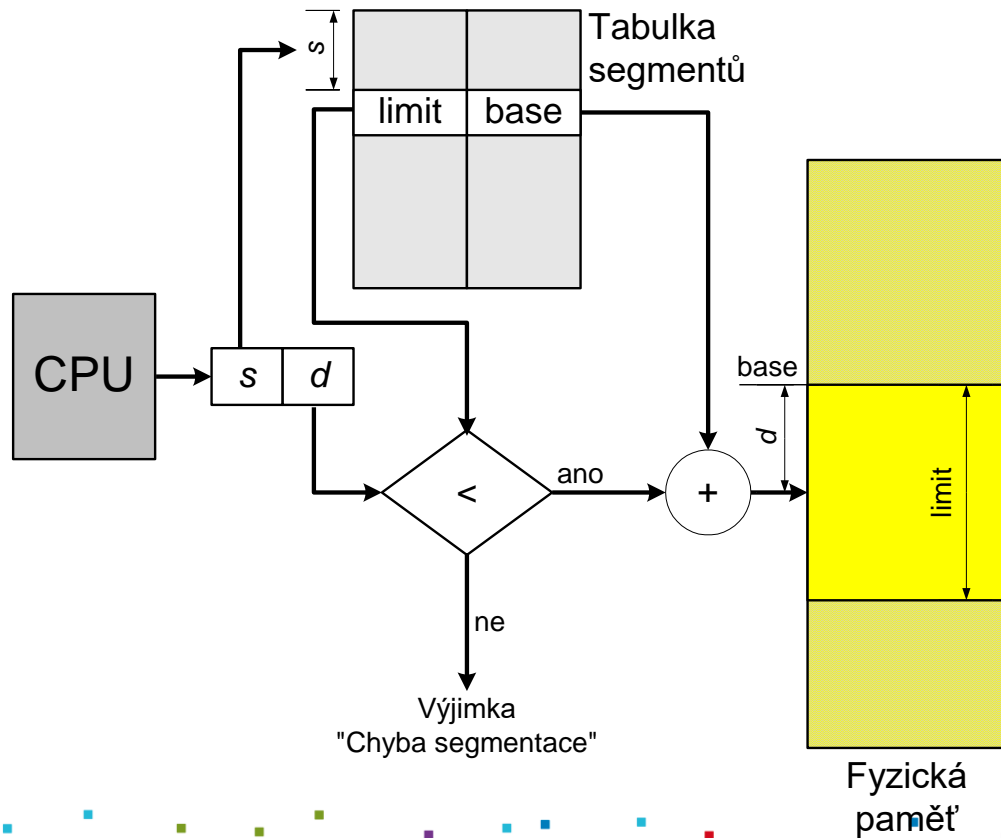 s
Tabulka
segmentů
limit
base
CPU
s
d
base
d
limit
<
ano
+
ne
Výjimka
"Chyba segmentace"
Fyzická
paměť